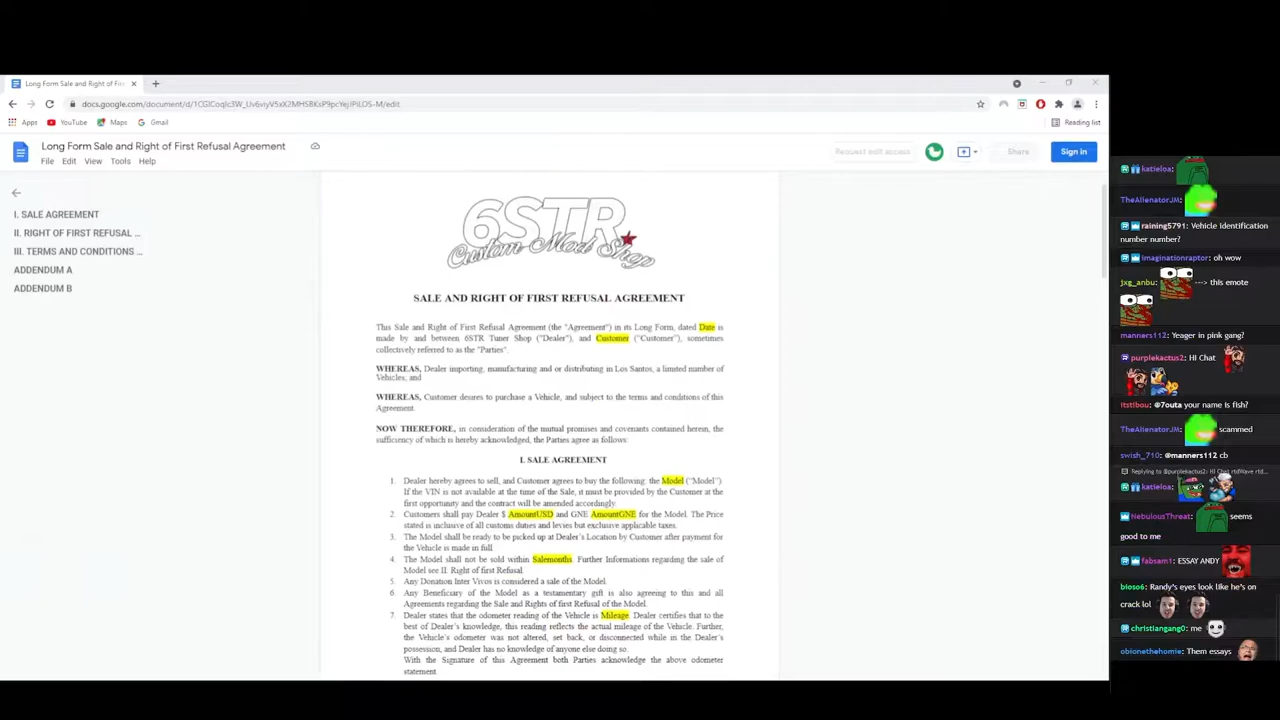 Long Form Sale and Right of Fir
docs.google.com/document/d/
Apps
YouTube
Maps
Gmail
Reading list
Long Form Sale and Right of First Refusal Agreement
File Edit View Tools Help
Request edit access
Share
Sign in
I. SALE AGREEMENT
II. RIGHT OF FIRST REFUSAL ...
III. TERMS AND CONDITIONS ...
ADDENDUM A
ADDENDUM B
6STR
Custom Mod Shop
SALE AND RIGHT OF FIRST REFUSAL AGREEMENT
This Sale and Right of First Refusal Agreement (the "Agreement") in its Long Form, dated Date is
made by and between 6STR Tuner Shop ("Dealer"), and Customer ("Customer"), sometimes
collectively referred to as the "Parties".
WHEREAS, Dealer importing, manufacturing and or distributing in Los Santos, a limited number of
Vehicles; and
WHEREAS, Customer desires to purchase a Vehicle, and subject to the terms and conditions of this
Agreement.
NOW THEREFORE, in consideration of the mutual promises and covenants contained herein, the
sufficiency of which is hereby acknowledged, the Parties agree as follows:
I. SALE AGREEMENT
1. Dealer hereby agrees to sell, and Customer agrees to buy the following: the Model ("Model")
If the VIN is not available at the time of the Sale, it must be provided by the Customer at the
first opportunity and the contract will be amended accordingly.
2. Customers shall pay Dealer $ AmountUSD and GNE AmountGNE for the Model. The Price
stated is inclusive of all customs duties and levies but exclusive applicable taxes.
3. The Model shall be ready to be picked up at Dealer's Location by Customer after payment for
the Vehicle is made in full.
4. The Model shall not be sold within Salemonths. Further Informations regarding the sale of
Model see II. Right of first Refusal.
5. Any Donation Inter Vivos is considered a sale of the Model.
6. Any Beneficiary of the Model as a testamentary gift is also agreeing to this and all
Agreements regarding the Sale and Rights of first Refusal of the Model.
7. Dealer states that the odometer reading of the Vehicle is Mileage. Dealer certifies that to the
best of Dealer's knowledge, this reading reflects the actual mileage of the Vehicle. Further,
the Vehicle's odometer was not altered, set back, or disconnected while in the Dealer's
possession, and Dealer has no knowledge of anyone else doing so.
With the Signature of this Agreement both Parties acknowledge the above odometer
statement.
katieloa:
TheAlienatorJM:
raining5791: Vehicle identification
number number?
imaginationraptor: oh wow
jxg_anbu: ---> this emote
manners112: Yeager in pink gang?
purplekactus2: HI Chat
itstibou: @7outa your name is fish?
TheAlienatorJM: scammed
swish_710: @manners112 cb
Replying to @purplekactus2: HI Chat rtdWave rtd...
katieloa:
NebulousThreat: seems
good to me
fabsam1: ESSAY ANDY
bloso6: Randy's eyes look like he's on
crack lol
christiangang0: me
obionethehomie: Them essays